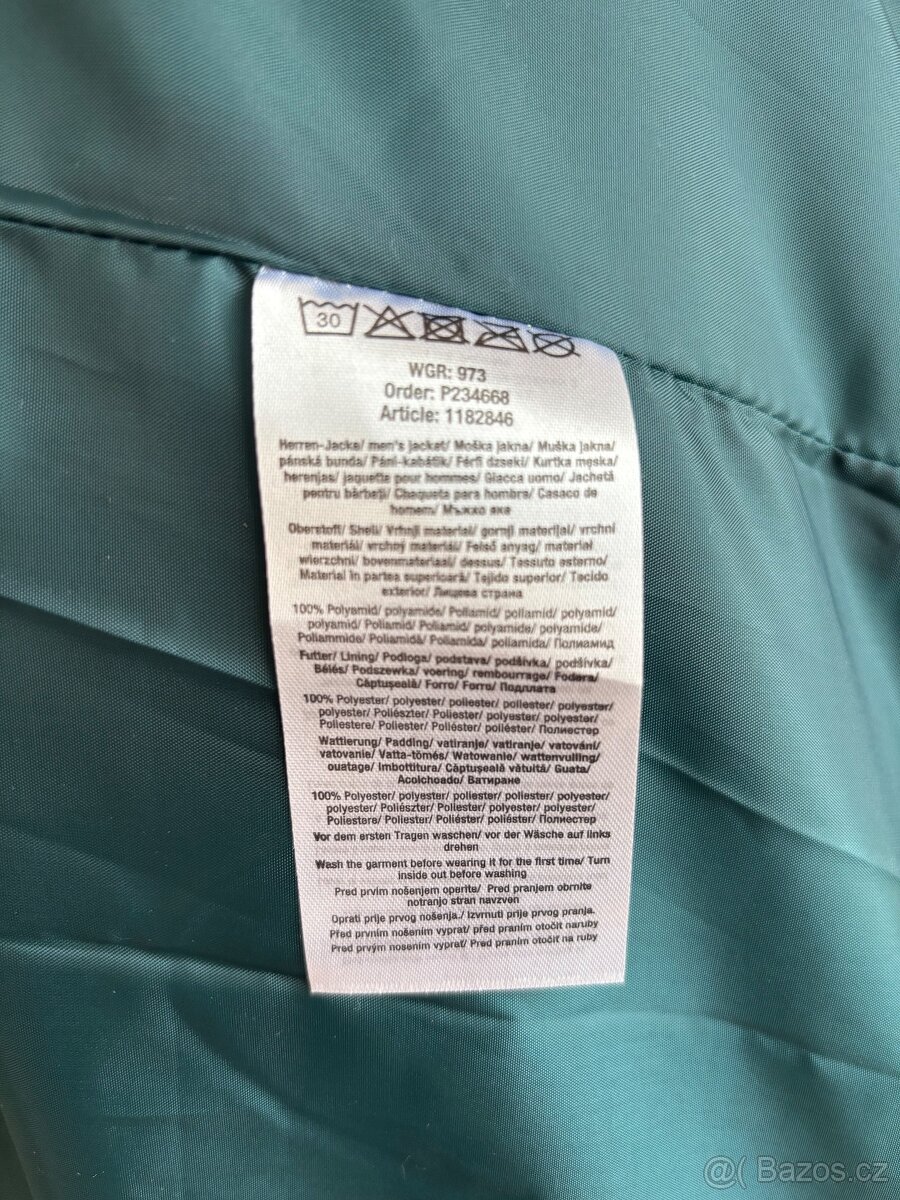 30
WGR: 973
Order: P234668
Article: 1182846
Herren-Jacke/ men's jacket/ Moška jakna/ Muška jakna/
pánská bunda/ Páni-kabátik/ Férfi dzseki/ Kurtka męska/
herenjas/ jaquette pour hommes/ Giacca uomo/ Jachetă
pentru bărbaţi/ Chaqueta para hombre/ Casaco de
homem/ Мъжко яке
Oberstoff/ Shell/ Vrhnji material/ gornji materijal/ vrchní
materiál/ vrchný materiál/ Felső anyag/ materiał
wierzchni/ bovenmateriaal/ dessus/ Tessuto esterno/
Material în partea superioară/ Tejido superior/ Tecido
exterior/ Лицева страна
100% Polyamid/ polyamide/ Poliamid/ poliamid/ polyamid/
polyamid/ Poliamid/ Poliamid/ polyamide/ polyamide/
Poliammide/ Poliamidă/ Poliamida/ poliamida/ Полиамид
Futter/ Lining/ Podloga/ podstava/ podšívka/ podšívka/
Bélés/ Podszewka/ voering/ rembourrage/ Fodera/
Căptuşeală/ Forro/ Forro/ Подплата
100% Polyester/ polyester/ poliester/ poliester/ polyester/
polyester/ Poliészter/ Poliester/ polyester/ polyester/
Poliestere/ Poliester/ Poliéster/ poliéster/ Полиестер
Wattierung/ Padding/ vatiranje/ vatiranje/ vatování/
vatovanie/ Vatta-tömés/ Watowanie/ wattenvulling/
ouatage/ Imbottitura/ Căptuşeală vătuită/ Guata/
Acolchoado/ Ватиране
100% Polyester/ polyester/ poliester/ poliester/ polyester/
polyester/ Poliészter/ Poliester/ polyester/ polyester/
Poliestere/ Poliester/ Poliéster/ poliéster/ Полиестер
Vor dem ersten Tragen waschen/ vor der Wäsche auf links
drehen
Wash the garment before wearing it for the first time/ Turn
inside out before washing
Pred prvim nošenjem operite/ Pred pranjem obrnite
notranjo stran navzven
Oprati prije prvog nošenja./ Izvrnuti prije prvog pranja.
Před prvním nošením vyprat/ před praním otočit naruby
Pred prvým nosením vyprať/ Pred praním otočiť na ruby
@( Bazos.cz